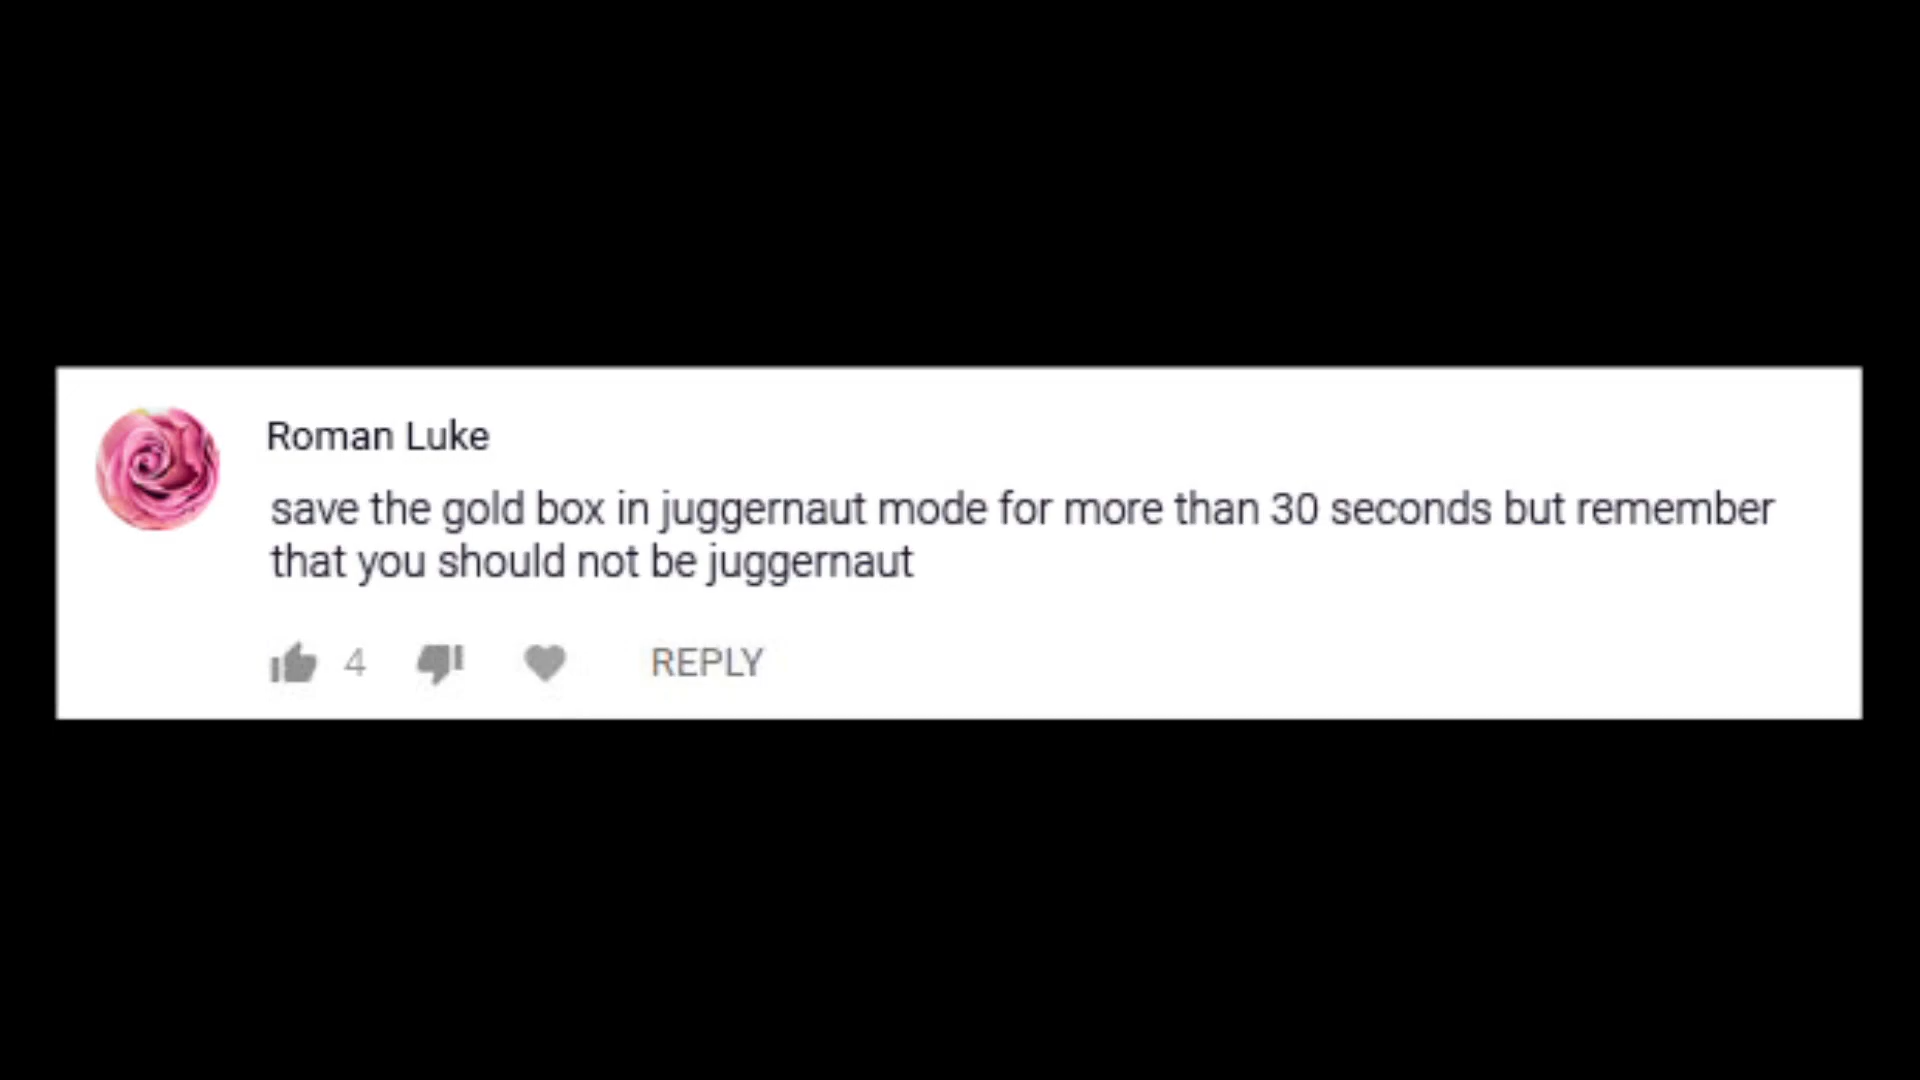 Roman Luke
save the gold box in juggernaut mode for more than 30 seconds but remember
that you should not be juggernaut
4 REPLY